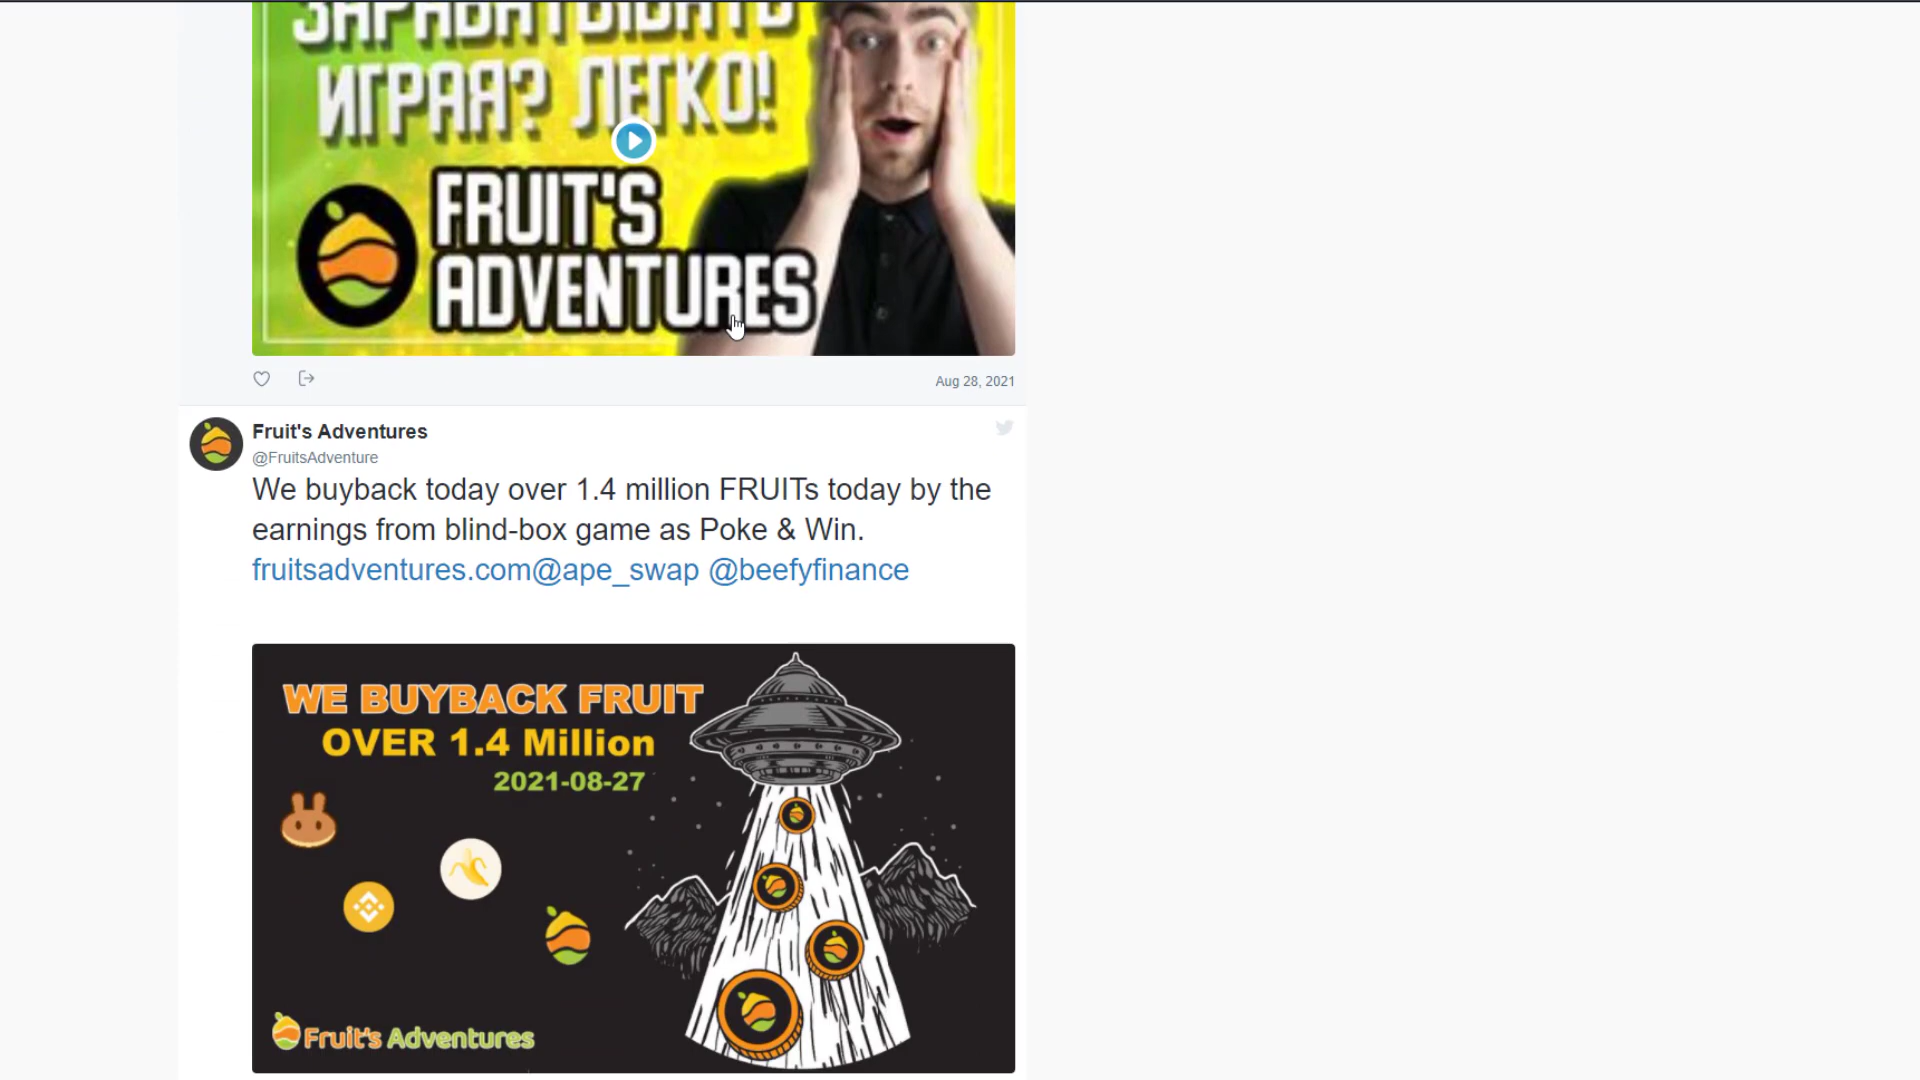 ЗАРАБАТЫВАТЬ
ИГРАЯ? ЛЕГКО!
FRUIT'S
ADVENTURES
Aug 28, 2021
Fruit's Adventures
@FruitsAdventure
We buyback today over 1.4 million FRUITs today by the
earnings from blind-box game as Poke & Win.
fruitsadventures.com@ape_swap @beefyfinance
WE BUYBACK FRUIT
OVER 1.4 Million
2021-08-27
Fruit's Adventures